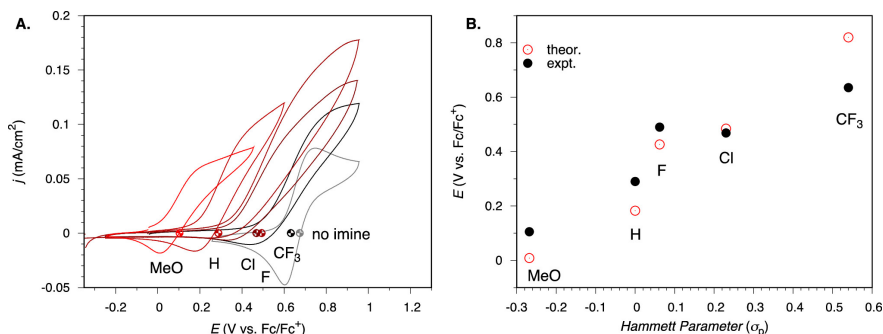 A.
0.2
0.15
0.1
0.05
0
-0.05
j (mA/cm²)
MeO
H
Cl
F
CF₃
no imine
-0.2
0
0.2
0.4
0.6
0.8
1
1.2
E (V vs. Fc/Fc⁺)
B.
0.8
0.6
0.4
0.2
0
E (V vs. Fc/Fc⁺)
theor.
expt.
MeO
H
F
Cl
CF₃
-0.3
-0.2
-0.1
0
0.1
0.2
0.3
0.4
0.5
0.6
Hammett Parameter (σₚ)